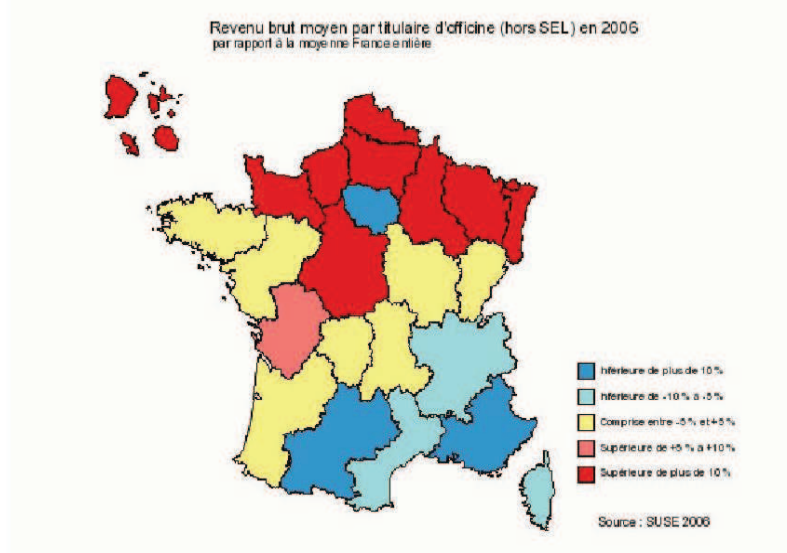 Revenu brut moyen par titulaire d'officine (hors SEL) en 2006
par rapport à la moyenne France entière
Inférieure de plus de 10%
Inférieure de -10% à -5%
Comprise entre -5% et +5%
Supérieure de +5% à +10%
Supérieure de plus de 10%
Source : SUSE 2006